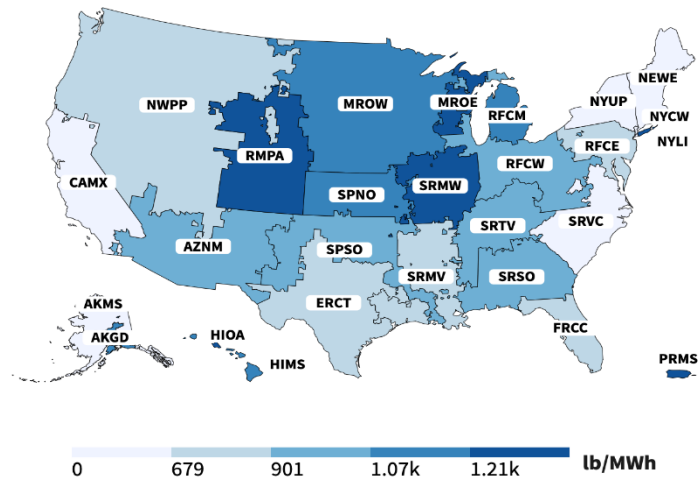 NEWE
NWPP
MROW
MROE
NYUP
RFCM
NYCW
NYLI
RFCE
RMPA
RFCW
CAMX
SPNO
SRMW
SRVC
SRTV
AZNM
SPSO
SRMV
SRSO
ERCT
AKMS
FRCC
AKGD
HIOA
HIMS
PRMS
0 679 901 1.07k 1.21k lb/MWh